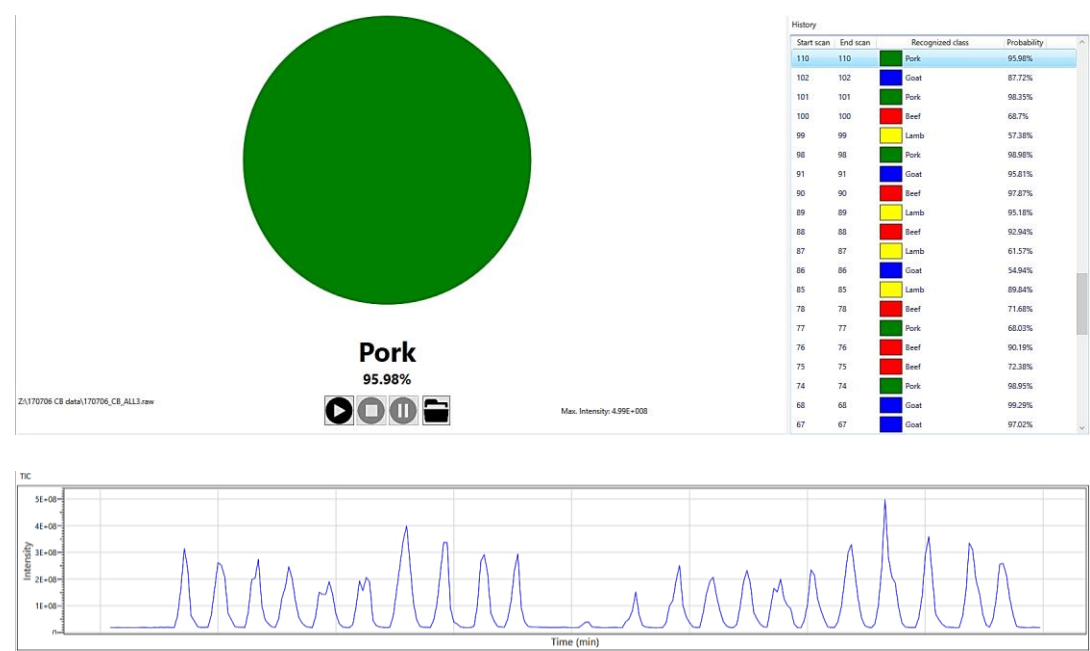 History
Start scan End scan Recognized class Probability
110 110 Pork 95.98%
102 102 Goat 87.72%
101 101 Pork 98.35%
100 100 Beef 68.7%
99 99 Lamb 57.38%
98 98 Pork 98.98%
91 91 Goat 95.81%
90 90 Beef 97.87%
89 89 Lamb 95.18%
88 88 Beef 92.94%
87 87 Lamb 61.57%
86 86 Goat 54.94%
85 85 Lamb 89.84%
78 78 Beef 71.68%
77 77 Pork 68.03%
76 76 Beef 90.19%
75 75 Beef 72.38%
74 74 Pork 98.95%
68 68 Goat 99.29%
67 67 Goat 97.02%
Pork
95.98%
Z:\170706 CB data\170706_CB_ALL3.raw
Max. Intensity: 4.99E+008
TIC
5E+08
4E+08
3E+08
2E+08
1E+08
0
Intensity
Time (min)